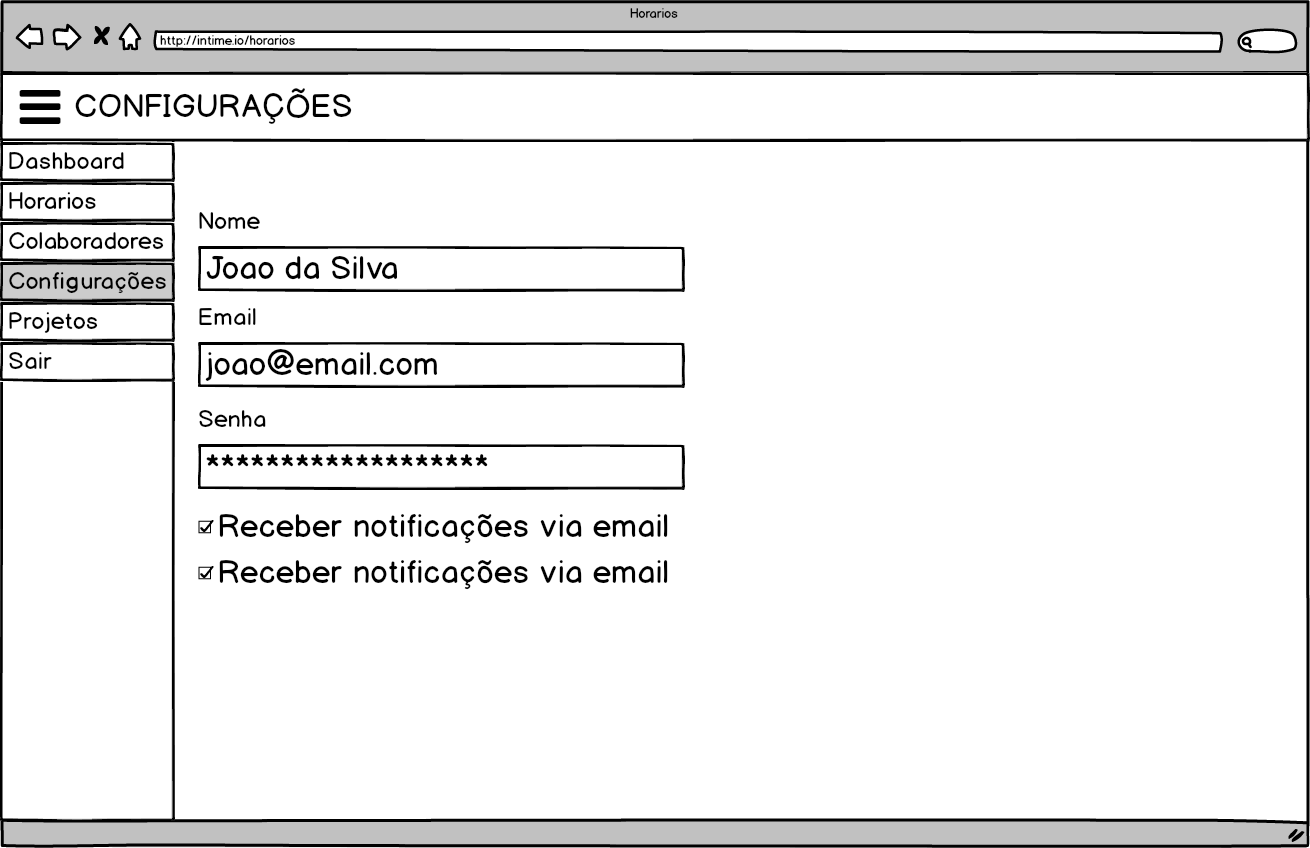 Horarios
http://intime.io/horarios
CONFIGURAÇÕES
Dashboard
Horarios
Colaboradores
Configurações
Projetos
Sair
Nome
Joao da Silva
Email
joao@email.com
Senha
*******************
Receber notificações via email
Receber notificações via email